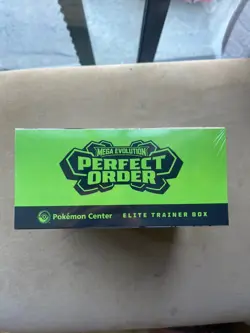 MEGA EVOLUTION
PERFECT
ORDER
Pokémon Center ELITE TRAINER BOX